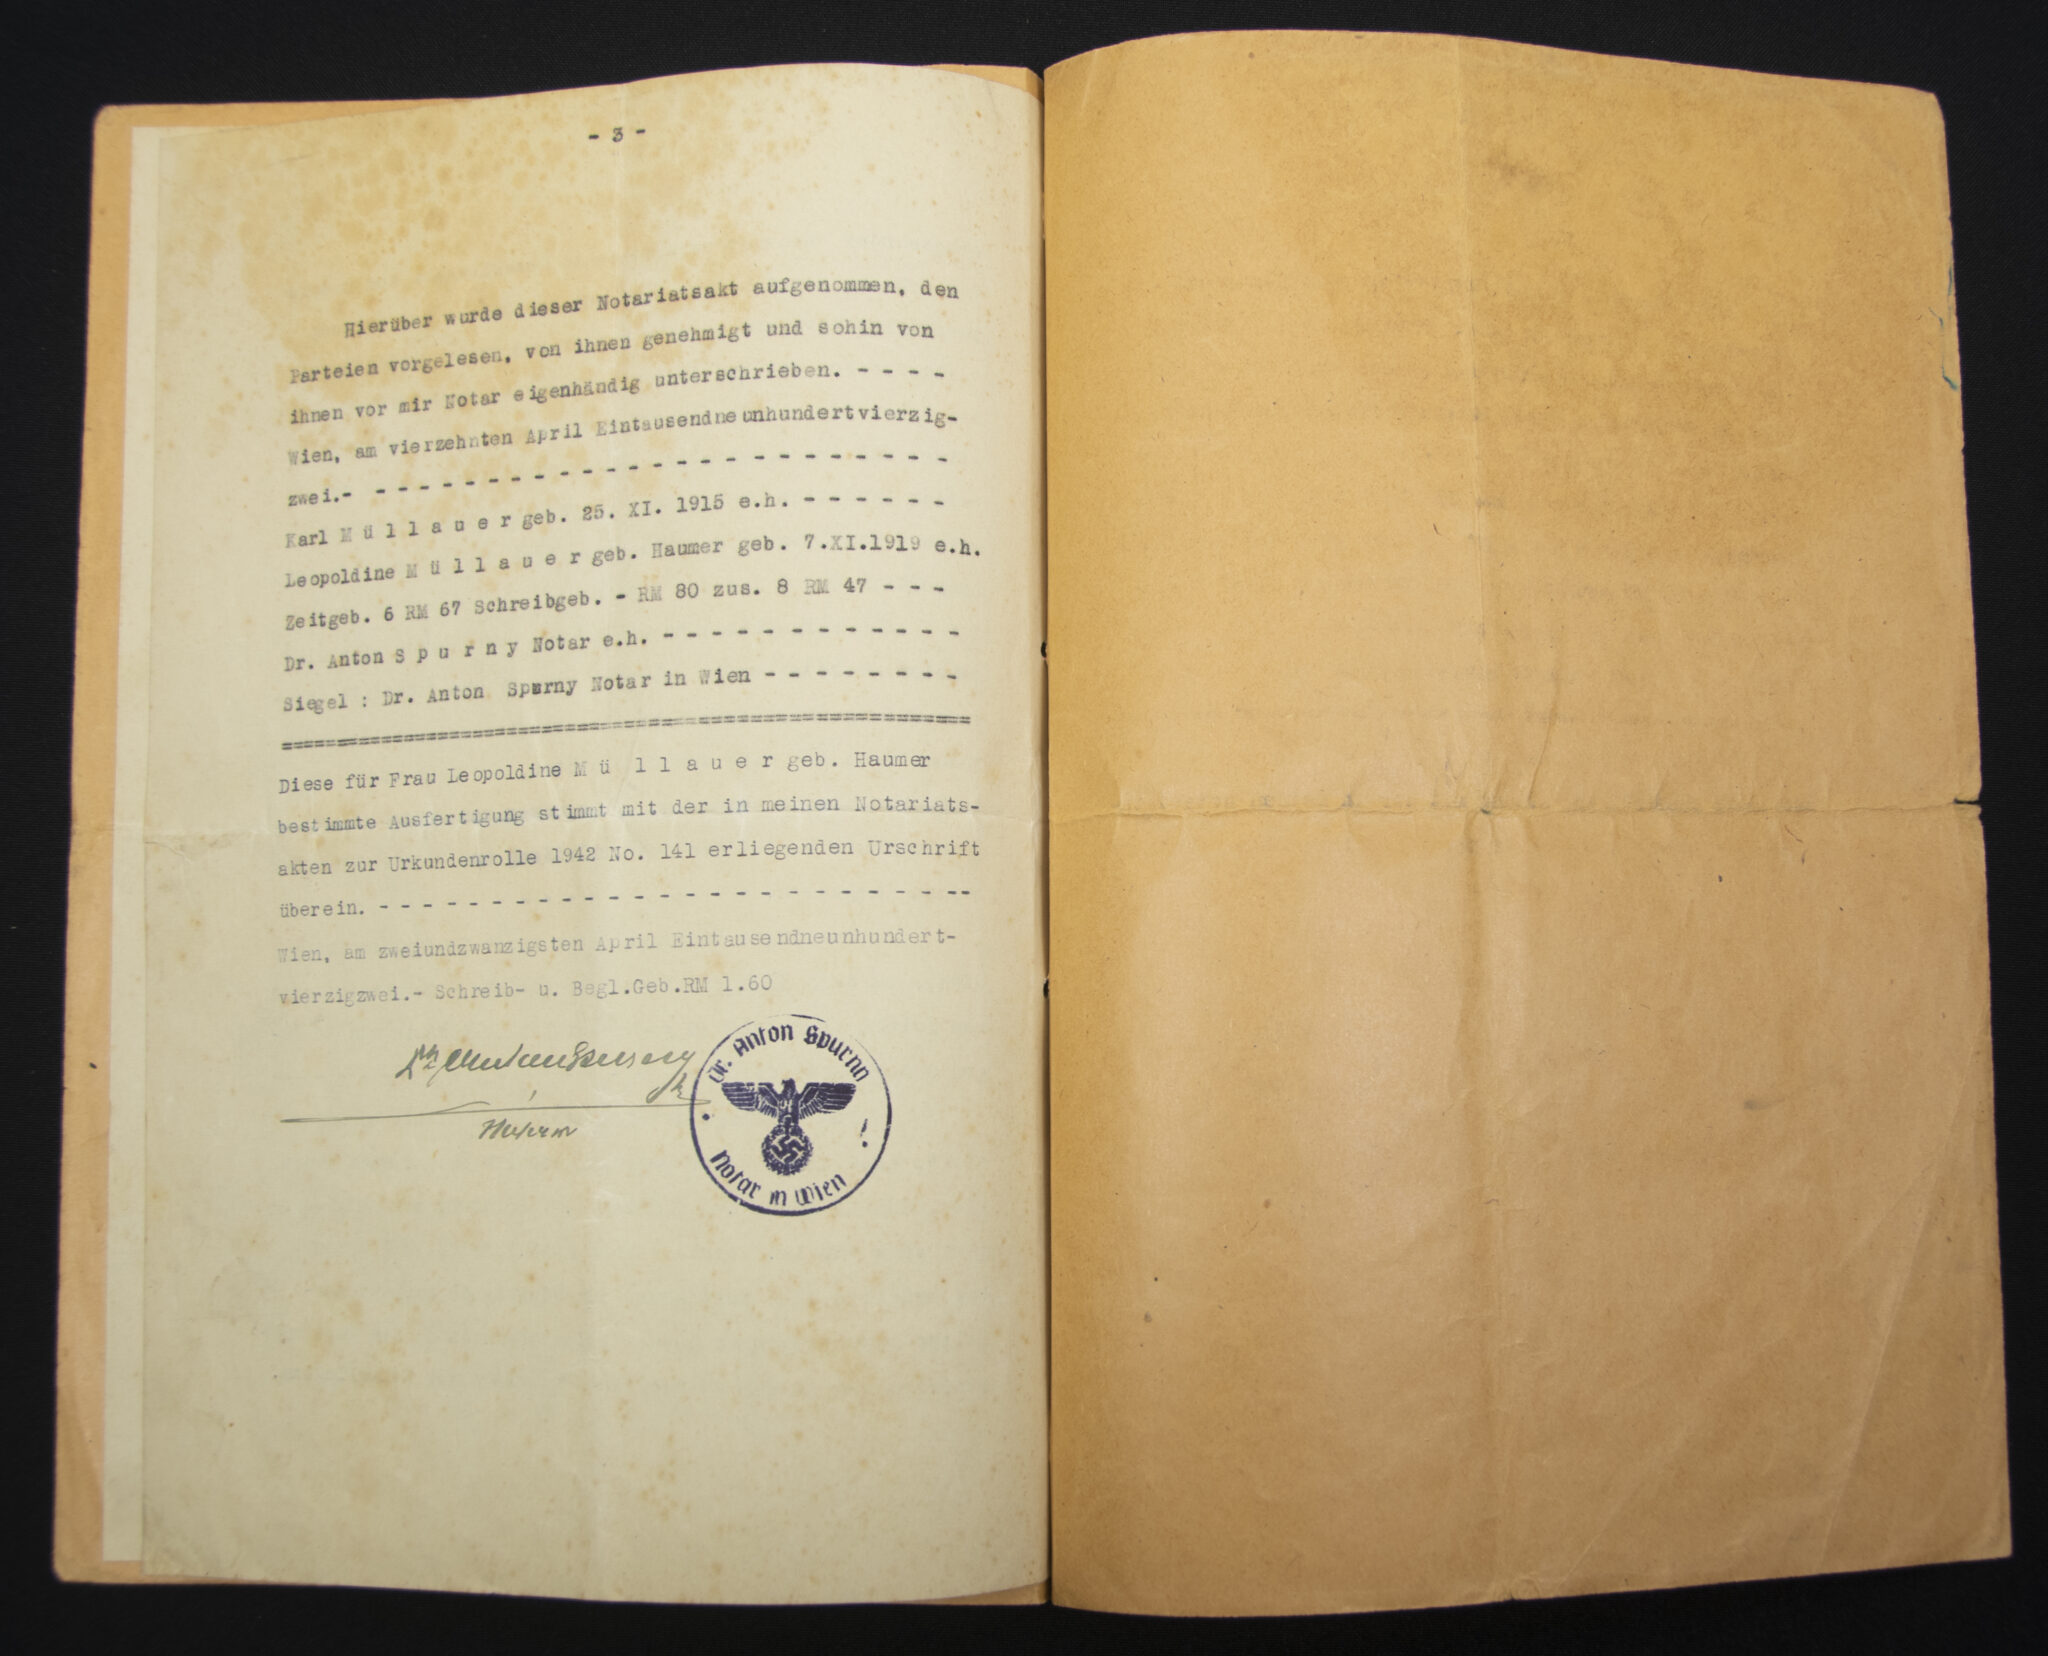 - 3 -
Hierüber wurde dieser Notariatsakt aufgenommen, den
Parteien vorgelesen, von ihnen genehmigt und sohin von
ihnen vor mir Notar eigenhändig unterschrieben. - - - -
Wien, am vierzehnten April Eintausendneunhundertvierzig-
zwei.- - - - - - - - - - - - - - - - - - - - - - - - - -
Karl M ü l l a u e r geb. 25. XI. 1915 e.h. - - - - - -
Leopoldine M ü l l a u e r geb. Haumer geb. 7.XI.1919 e.h.
Zeitgeb. 6 RM 67 Schreibgeb. - RM 80 zus. 8 RM 47 - - -
Dr. Anton S p u r n y Notar e.h. - - - - - - - - - - - -
Siegel : Dr. Anton Spurny Notar in Wien - - - - - - - -
==================================================
Diese für Frau Leopoldine M ü l l a u e r geb. Haumer
bestimmte Ausfertigung stimmt mit der in meinen Notariats-
akten zur Urkundenrolle 1942 No. 141 erliegenden Urschrift
überein. - - - - - - - - - - - - - - - - - - - - - - - - --
Wien, am zweiundzwanzigsten April Eintausendneunhundert-
vierzigzwei.- Schreib- u. Begl.Geb.RM 1.60
Dr. Anton Spurny
Notar in Wien